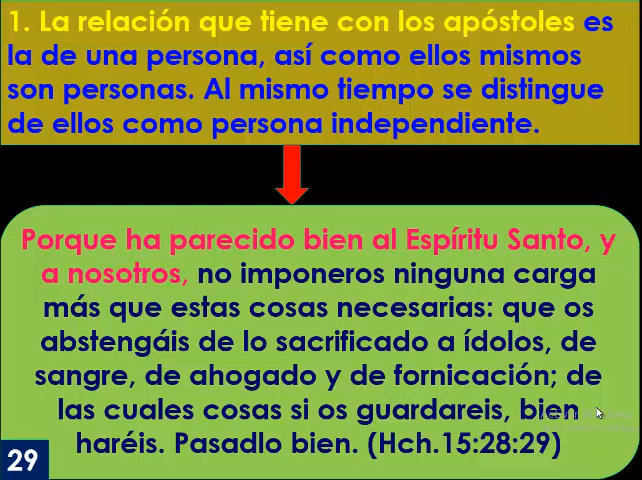 1. La relación que tiene con los apóstoles es
la de una persona, así como ellos mismos
son personas. Al mismo tiempo se distingue
de ellos como persona independiente.
Porque ha parecido bien al Espíritu Santo, y
a nosotros, no imponeros ninguna carga
más que estas cosas necesarias: que os
abstengáis de lo sacrificado a ídolos, de
sangre, de ahogado y de fornicación; de
las cuales cosas si os guardareis, bien
haréis. Pasadlo bien. (Hch.15:28:29)
29